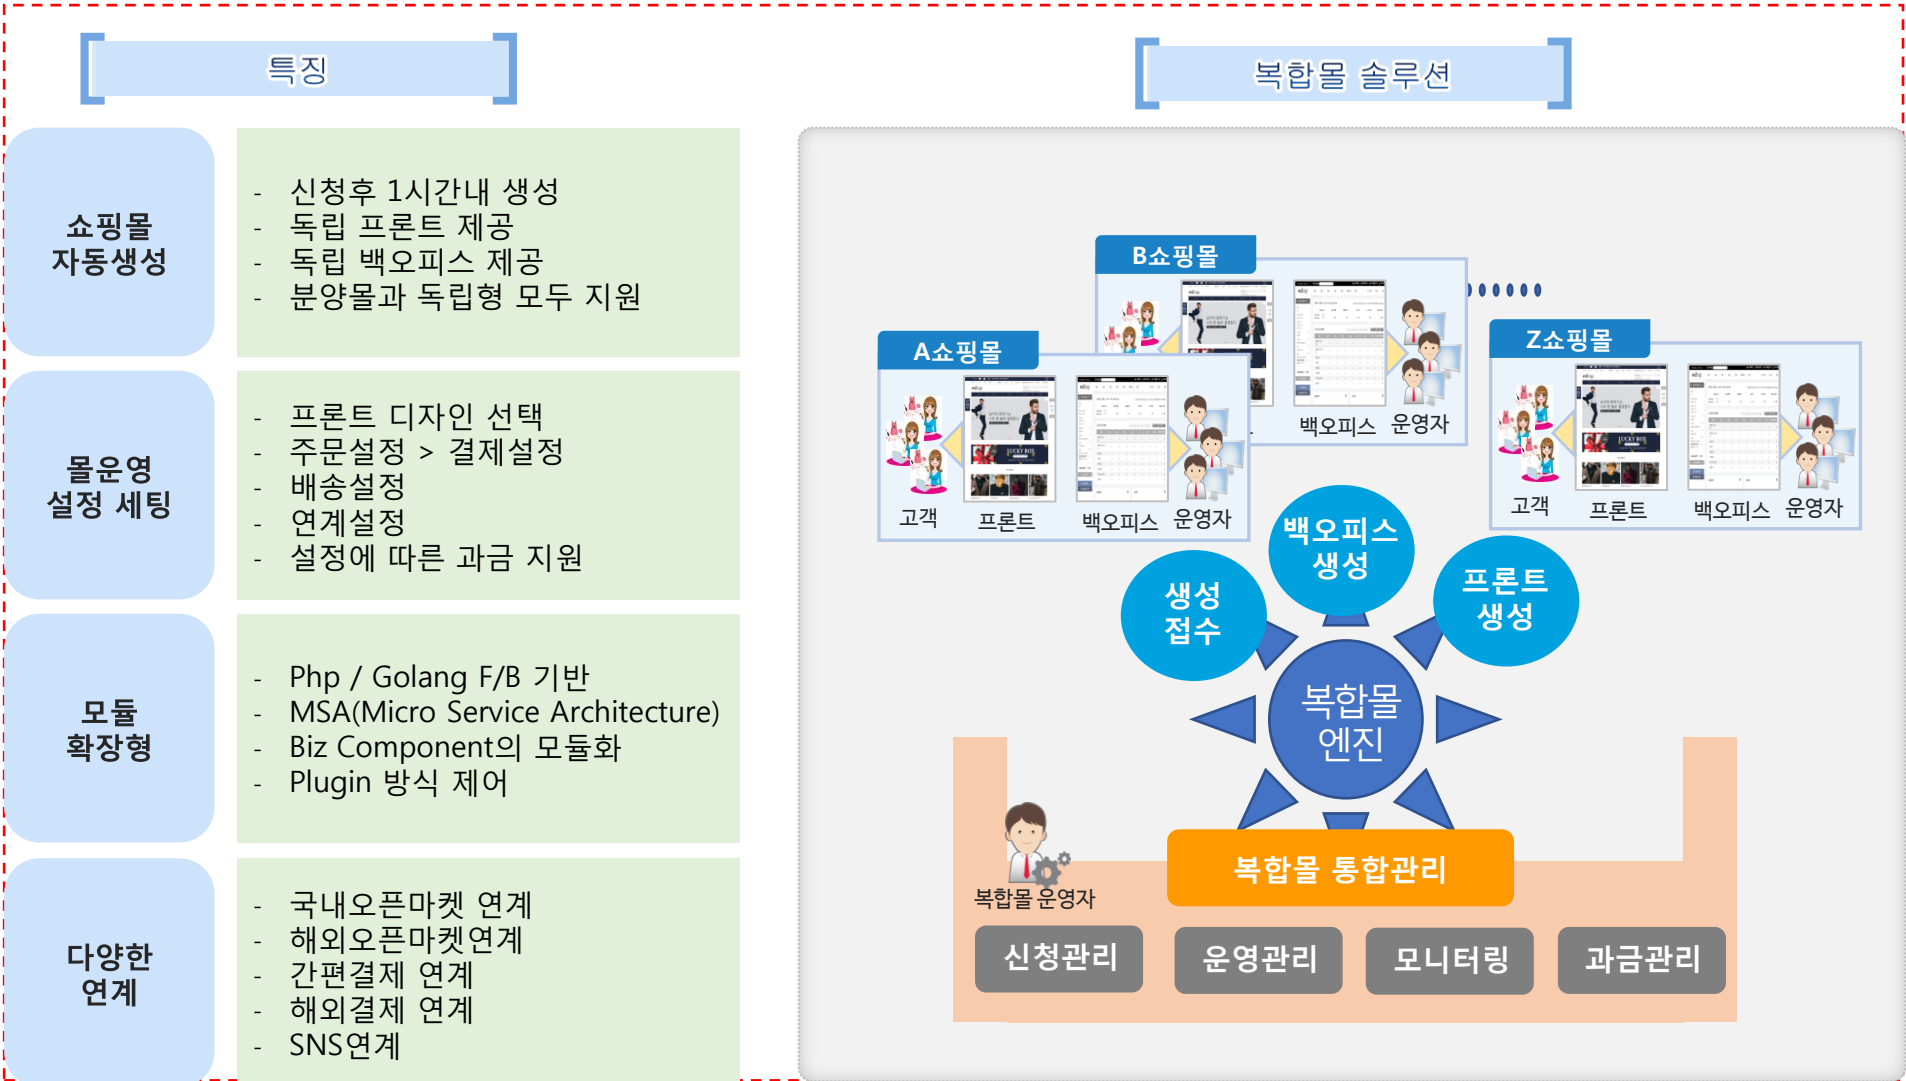 특징
쇼핑몰
자동생성
- 신청후 1시간내 생성
- 독립 프론트 제공
- 독립 백오피스 제공
- 분양몰과 독립형 모두 지원
몰운영
설정 세팅
- 프론트 디자인 선택
- 주문설정 > 결제설정
- 배송설정
- 연계설정
- 설정에 따른 과금 지원
모듈
확장형
- Php / Golang F/B 기반
- MSA(Micro Service Architecture)
- Biz Component의 모듈화
- Plugin 방식 제어
다양한
연계
- 국내오픈마켓 연계
- 해외오픈마켓연계
- 간편결제 연계
- 해외결제 연계
- SNS연계
복합몰 솔루션
B쇼핑몰
백오피스 운영자
A쇼핑몰
LUCKY BOX
고객 프론트 백오피스 운영자
Z쇼핑몰
LUCKY BOX
고객 프론트 백오피스 운영자
생성
접수
백오피스
생성
프론트
생성
복합몰
엔진
복합몰 통합관리
복합몰 운영자
신청관리 운영관리 모니터링 과금관리